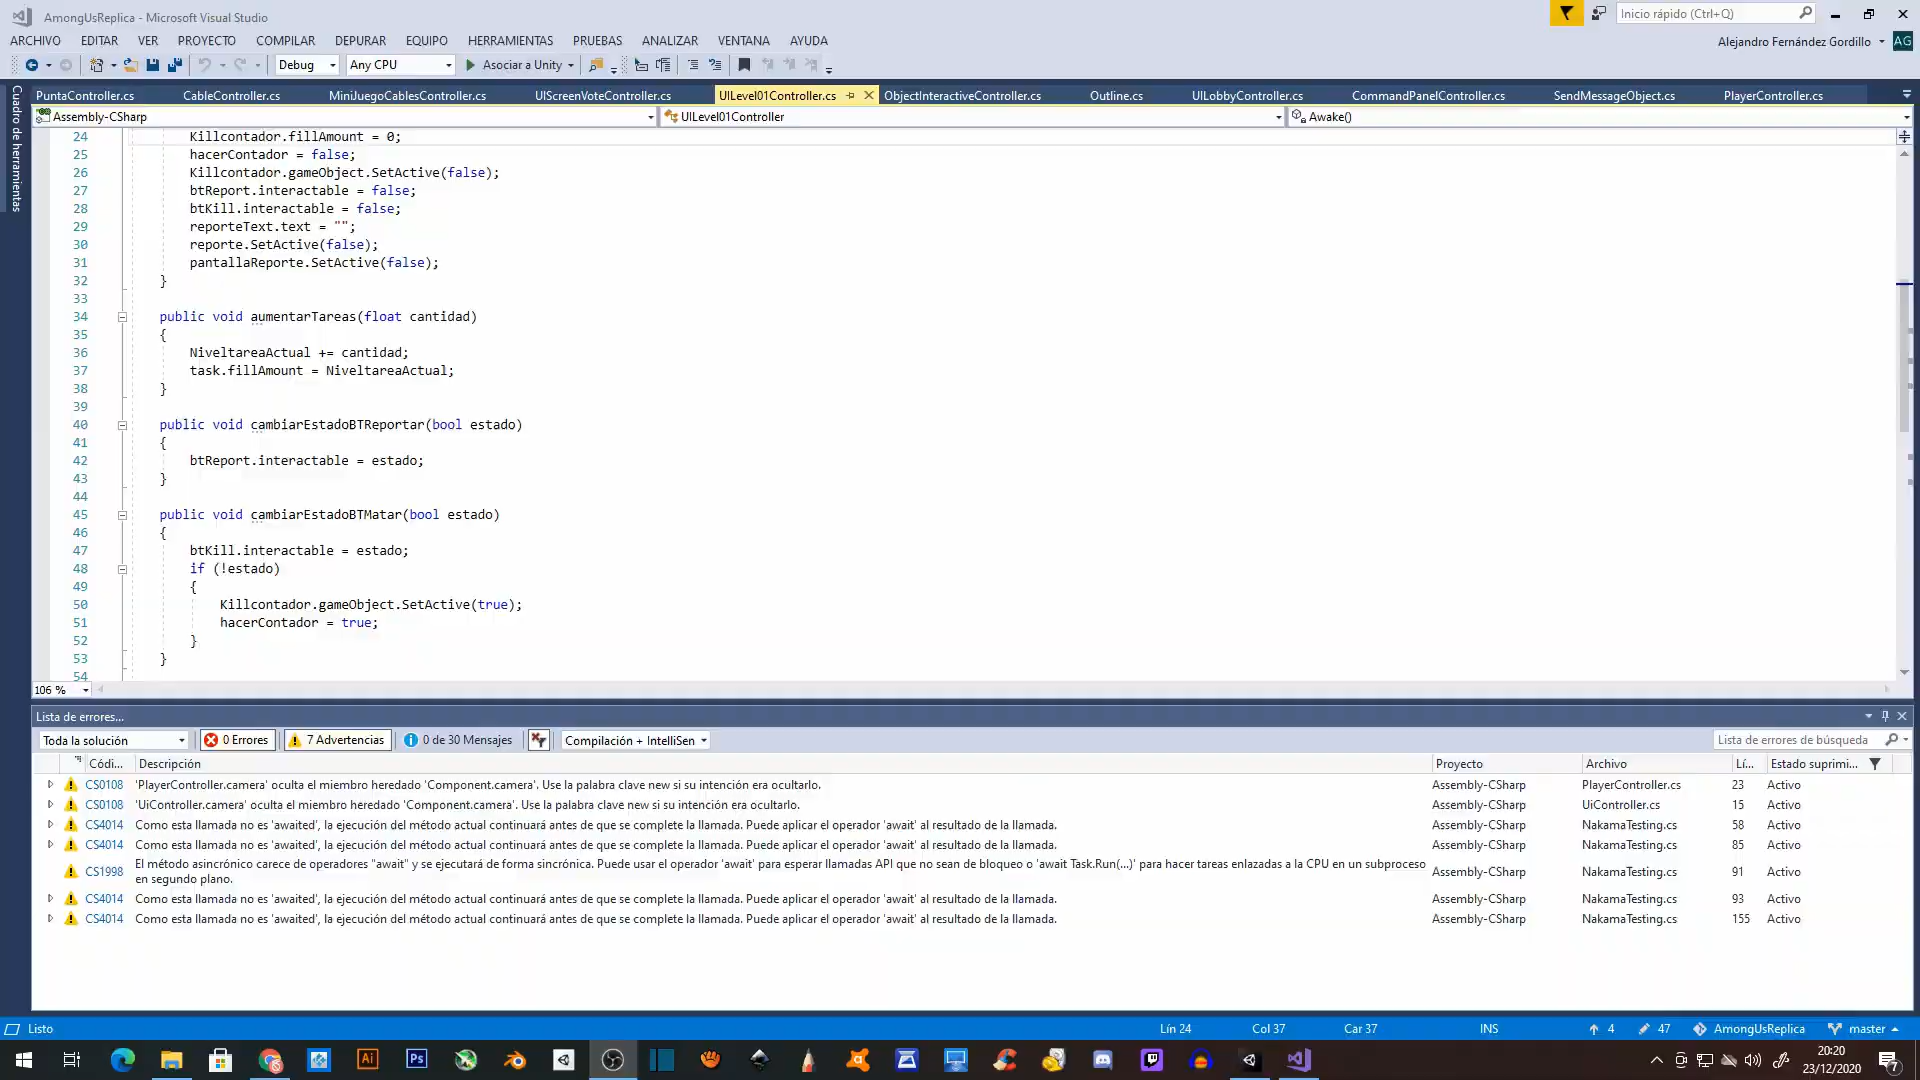 AmongUsReplica - Microsoft Visual Studio
Inicio rápido (Ctrl+Q)
ARCHIVO EDITAR VER PROYECTO COMPILAR DEPURAR EQUIPO HERRAMIENTAS PRUEBAS ANALIZAR VENTANA AYUDA
Alejandro Fernández Gordillo AG
Debug Any CPU Asociar a Unity
Cuadro de herramientas
PuntaController.cs CableController.cs MiniJuegoCablesController.cs UIScreenVoteController.cs UILevel01Controller.cs ObjectInteractiveController.cs Outline.cs UILobbyController.cs CommandPanelController.cs SendMessageObject.cs PlayerController.cs
Assembly-CSharp UILevel01Controller Awake()
24 Killcontador.fillAmount = 0;
25 hacerContador = false;
26 Killcontador.gameObject.SetActive(false);
27 btReport.interactable = false;
28 btKill.interactable = false;
29 reporteText.text = "";
30 reporte.SetActive(false);
31 pantallaReporte.SetActive(false);
32 }
33
34 public void aumentarTareas(float cantidad)
35 {
36 NiveltareaActual += cantidad;
37 task.fillAmount = NiveltareaActual;
38 }
39
40 public void cambiarEstadoBTReportar(bool estado)
41 {
42 btReport.interactable = estado;
43 }
44
45 public void cambiarEstadoBTMatar(bool estado)
46 {
47 btKill.interactable = estado;
48 if (!estado)
49 {
50 Killcontador.gameObject.SetActive(true);
51 hacerContador = true;
52 }
53 }
54
106 %
Lista de errores...
Toda la solución 0 Errores 7 Advertencias 0 de 30 Mensajes Compilación + IntelliSen Lista de errores de búsqueda
Códi... Descripción Proyecto Archivo Lí... Estado suprimi...
CS0108 'PlayerController.camera' oculta el miembro heredado 'Component.camera'. Use la palabra clave new si su intención era ocultarlo. Assembly-CSharp PlayerController.cs 23 Activo
CS0108 'UiController.camera' oculta el miembro heredado 'Component.camera'. Use la palabra clave new si su intención era ocultarlo. Assembly-CSharp UiController.cs 15 Activo
CS4014 Como esta llamada no es 'awaited', la ejecución del método actual continuará antes de que se complete la llamada. Puede aplicar el operador 'await' al resultado de la llamada. Assembly-CSharp NakamaTesting.cs 58 Activo
CS4014 Como esta llamada no es 'awaited', la ejecución del método actual continuará antes de que se complete la llamada. Puede aplicar el operador 'await' al resultado de la llamada. Assembly-CSharp NakamaTesting.cs 85 Activo
CS1998 El método asincrónico carece de operadores "await" y se ejecutará de forma sincrónica. Puede usar el operador 'await' para esperar llamadas API que no sean de bloqueo o 'await Task.Run(...)' para hacer tareas enlazadas a la CPU en un subproceso
en segundo plano. Assembly-CSharp NakamaTesting.cs 91 Activo
CS4014 Como esta llamada no es 'awaited', la ejecución del método actual continuará antes de que se complete la llamada. Puede aplicar el operador 'await' al resultado de la llamada. Assembly-CSharp NakamaTesting.cs 93 Activo
CS4014 Como esta llamada no es 'awaited', la ejecución del método actual continuará antes de que se complete la llamada. Puede aplicar el operador 'await' al resultado de la llamada. Assembly-CSharp NakamaTesting.cs 155 Activo
Listo Lín 24 Col 37 Car 37 INS 4 47 AmongUsReplica master
Ai Ps
20:20
23/12/2020
7